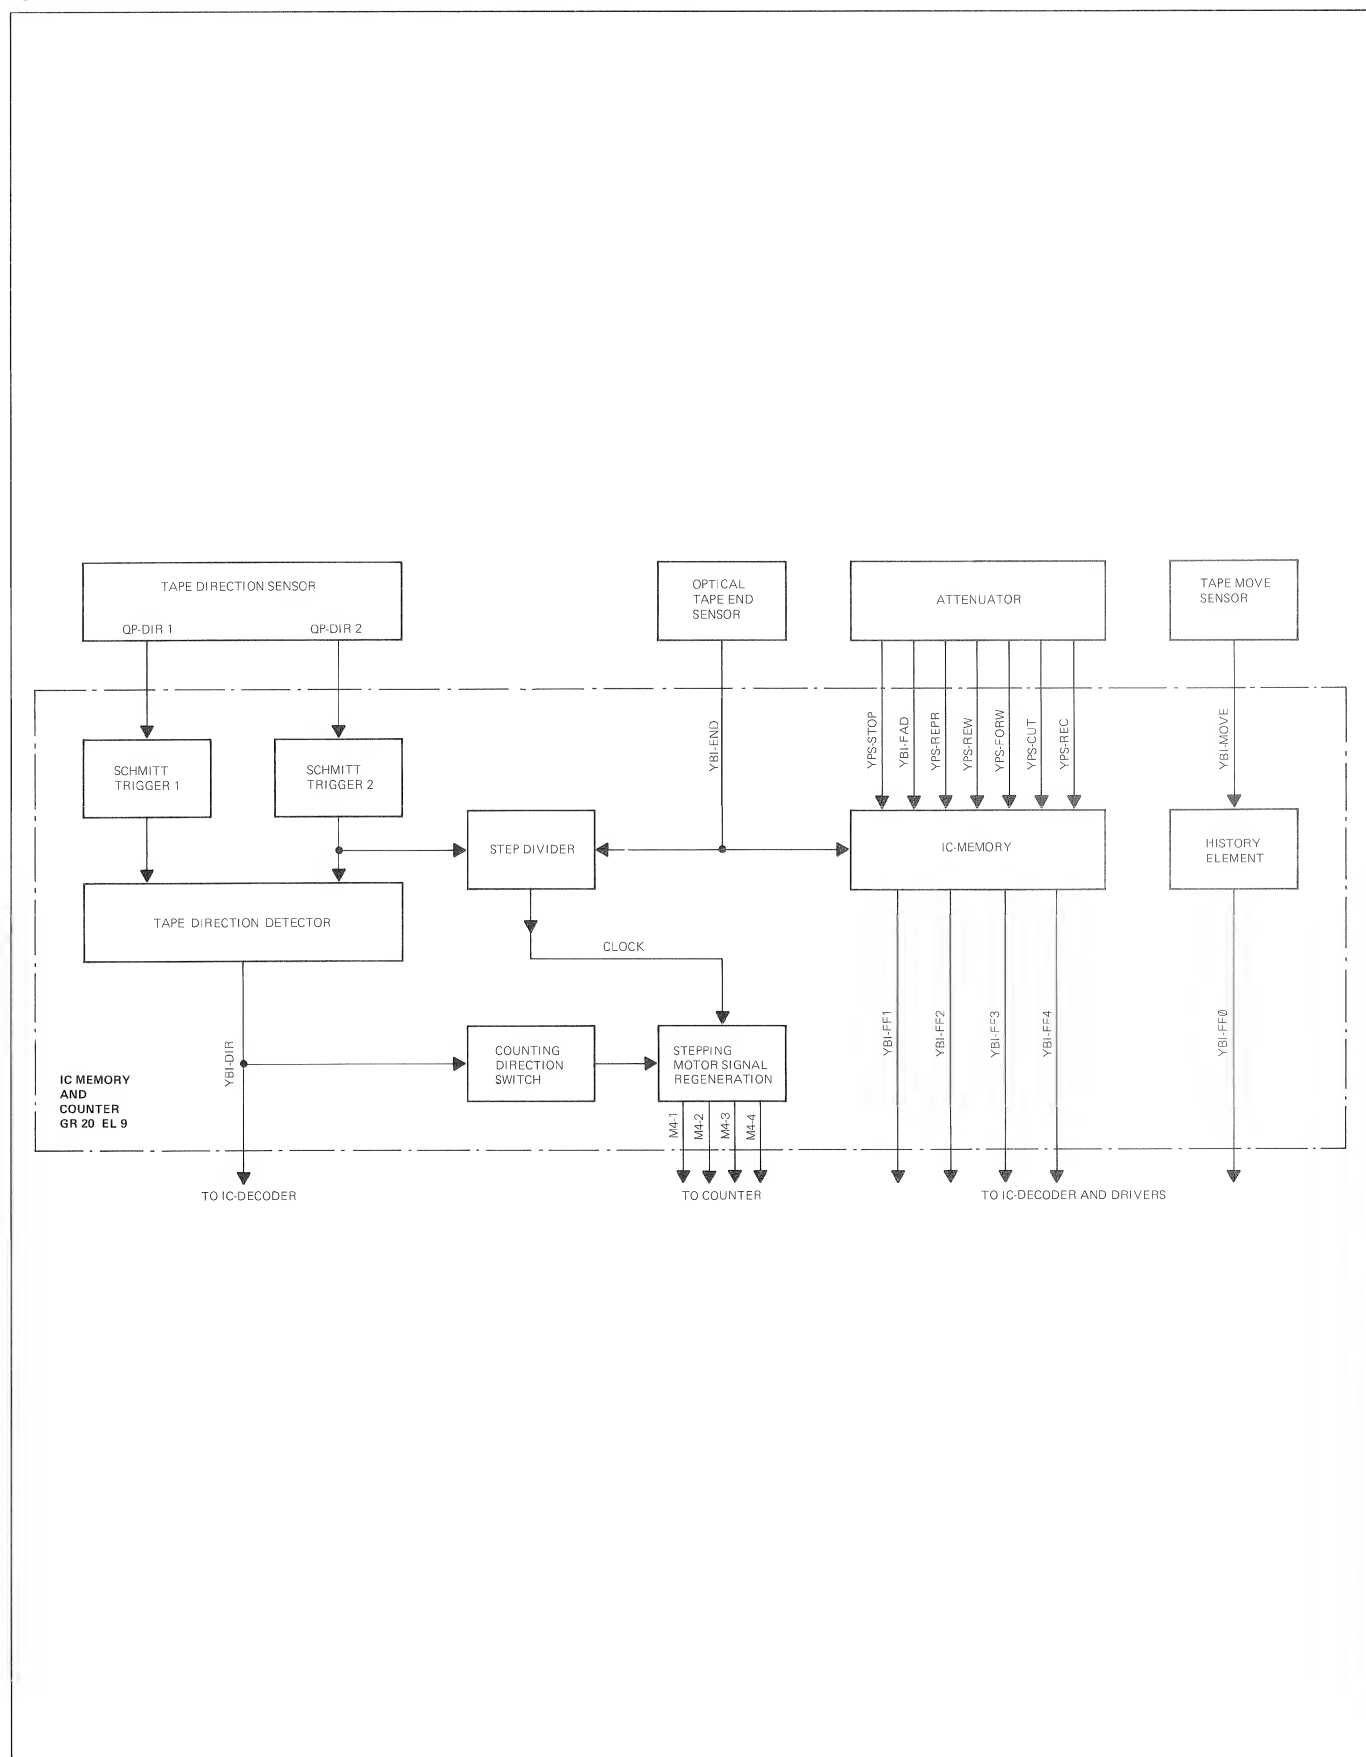 TAPE DIRECTION SENSOR
QP-DIR 1
QP-DIR 2
OPTICAL
TAPE END
SENSOR
ATTENUATOR
TAPE MOVE
SENSOR
YBI-END
YPS-STOP
YBI-FAD
YPS-REPR
YPS-REW
YPS-FORW
YPS-CUT
YPS-REC
YBI-MOVE
SCHMITT
TRIGGER 1
SCHMITT
TRIGGER 2
STEP DIVIDER
IC-MEMORY
HISTORY
ELEMENT
TAPE DIRECTION DETECTOR
CLOCK
YBI-DIR
COUNTING
DIRECTION
SWITCH
STEPPING
MOTOR SIGNAL
REGENERATION
YBI-FF1
YBI-FF2
YBI-FF3
YBI-FF4
YBI-FFØ
IC MEMORY
AND
COUNTER
GR 20 EL 9
M4-1
M4-2
M4-3
M4-4
TO IC-DECODER
TO COUNTER
TO IC-DECODER AND DRIVERS